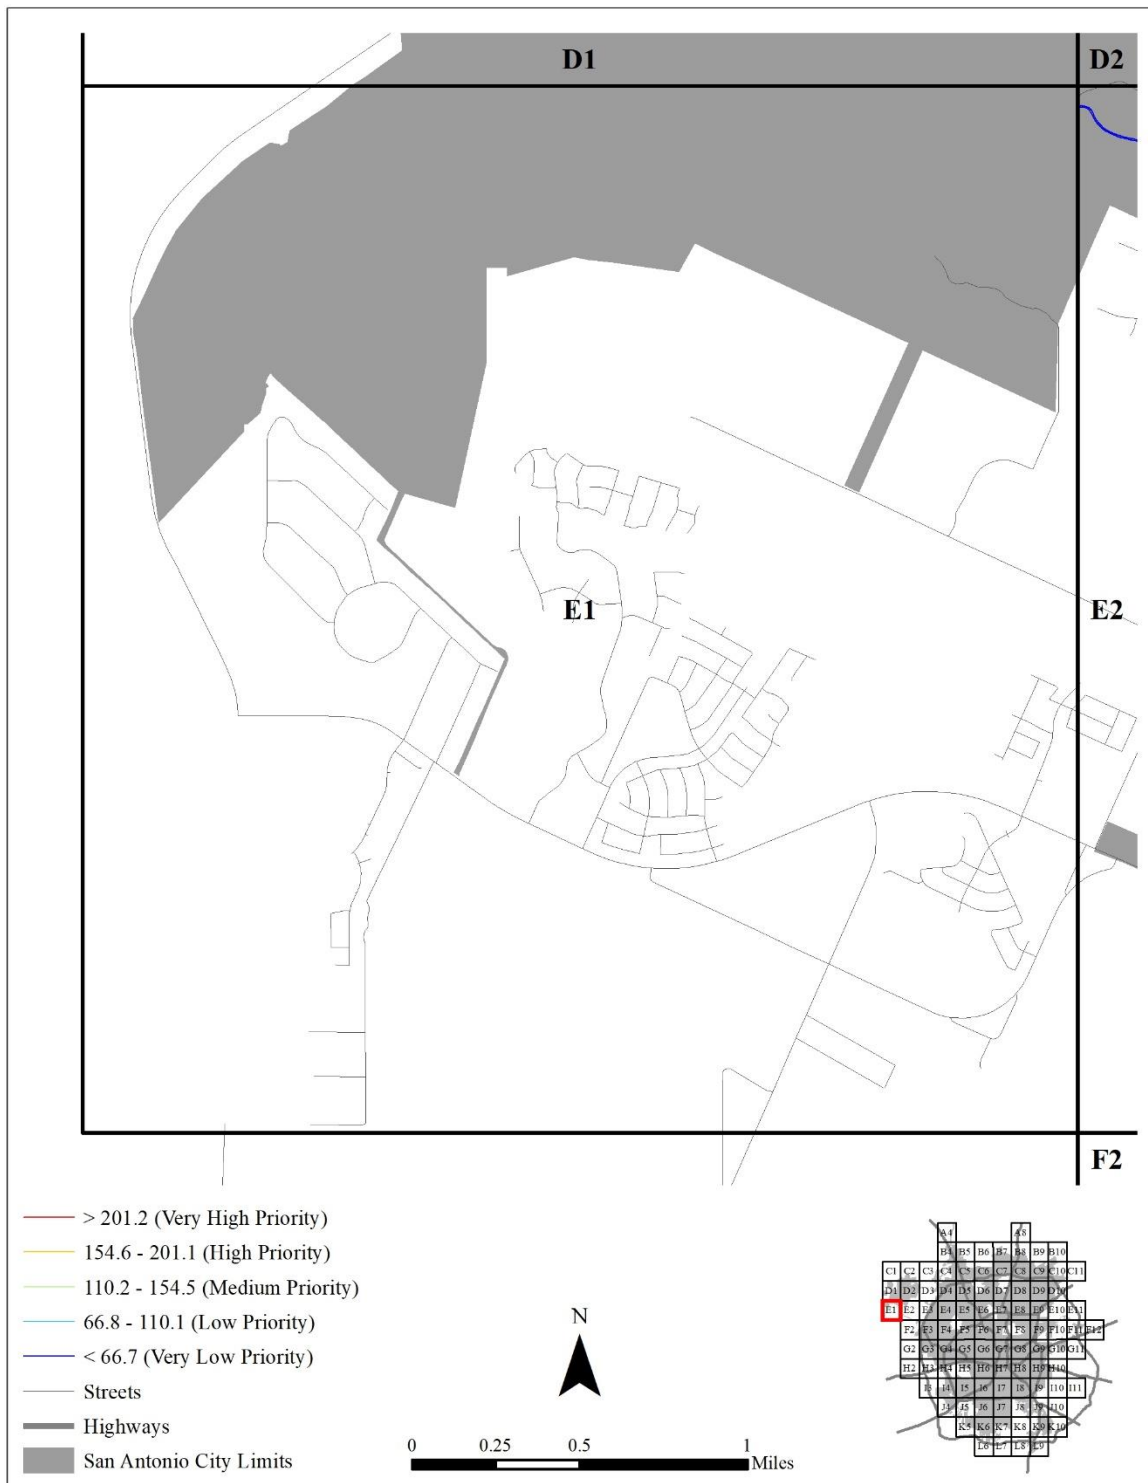 D1 D2
E1 E2
F2
> 201.2 (Very High Priority)
154.6 - 201.1 (High Priority)
110.2 - 154.5 (Medium Priority)
66.8 - 110.1 (Low Priority)
< 66.7 (Very Low Priority)
Streets
Highways
San Antonio City Limits
N
0 0.25 0.5 1
Miles
A4 A8
B4 B5 B6 B7 B8 B9 B10
C1 C2 C3 C4 C5 C6 C7 C8 C9 C10 C11
D1 D2 D3 D4 D5 D6 D7 D8 D9 D10
E1 E2 E3 E4 E5 E6 E7 E8 E9 E10 E11
F2 F3 F4 F5 F6 F7 F8 F9 F10 F11 F12
G2 G3 G4 G5 G6 G7 G8 G9 G10 G11
H2 H3 H4 H5 H6 H7 H8 H9 H10
I3 I4 I5 I6 I7 I8 I9 I10 I11
J4 J5 J6 J7 J8 J9 J10
K5 K6 K7 K8 K9 K10
L6 L7 L8 L9